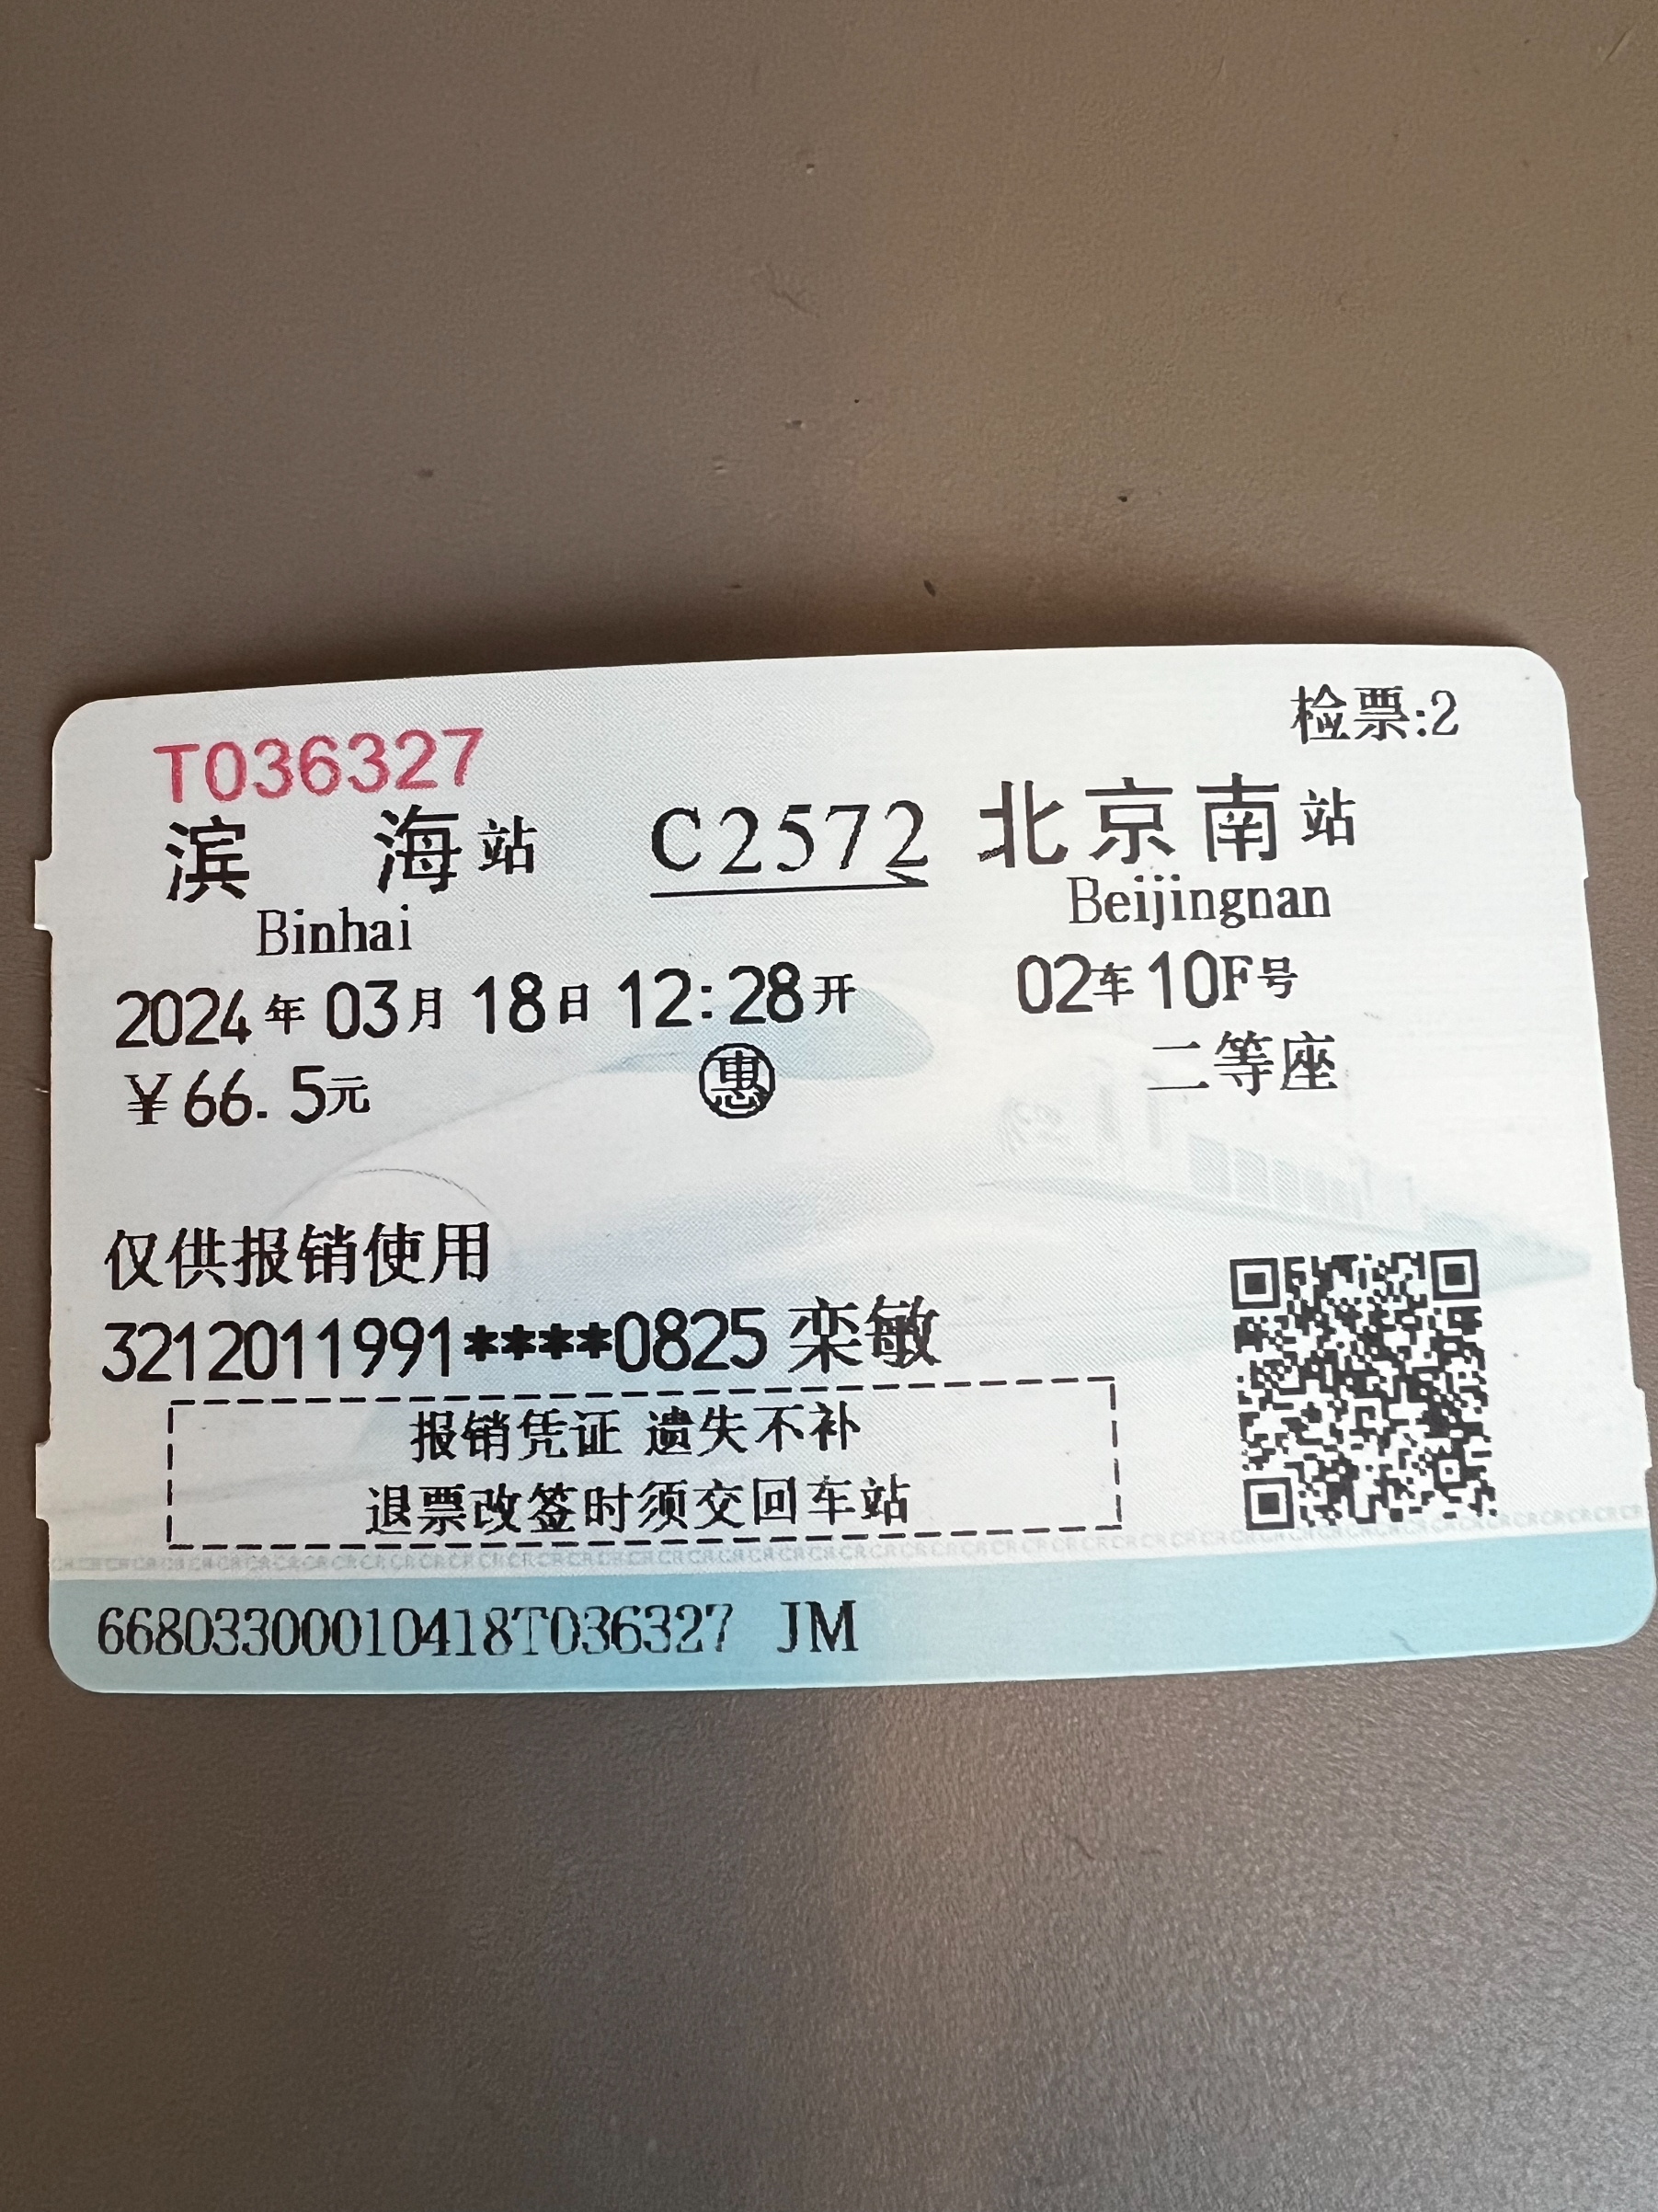 检票:2
T036327
滨海站 C2572 北京南站
Binhai Beijingnan
2024年03月18日12:28开 02车10F号
¥66.5元 惠 二等座
仅供报销使用
3212011991****0825 栾敏
报销凭证 遗失不补
退票改签时须交回车站
CRCRCRCRCRCRCRCRCRCRCRCRCRCRCRCRCRCRCRCRCRCRCRCRCRCRCR
66803300010418T036327 JM